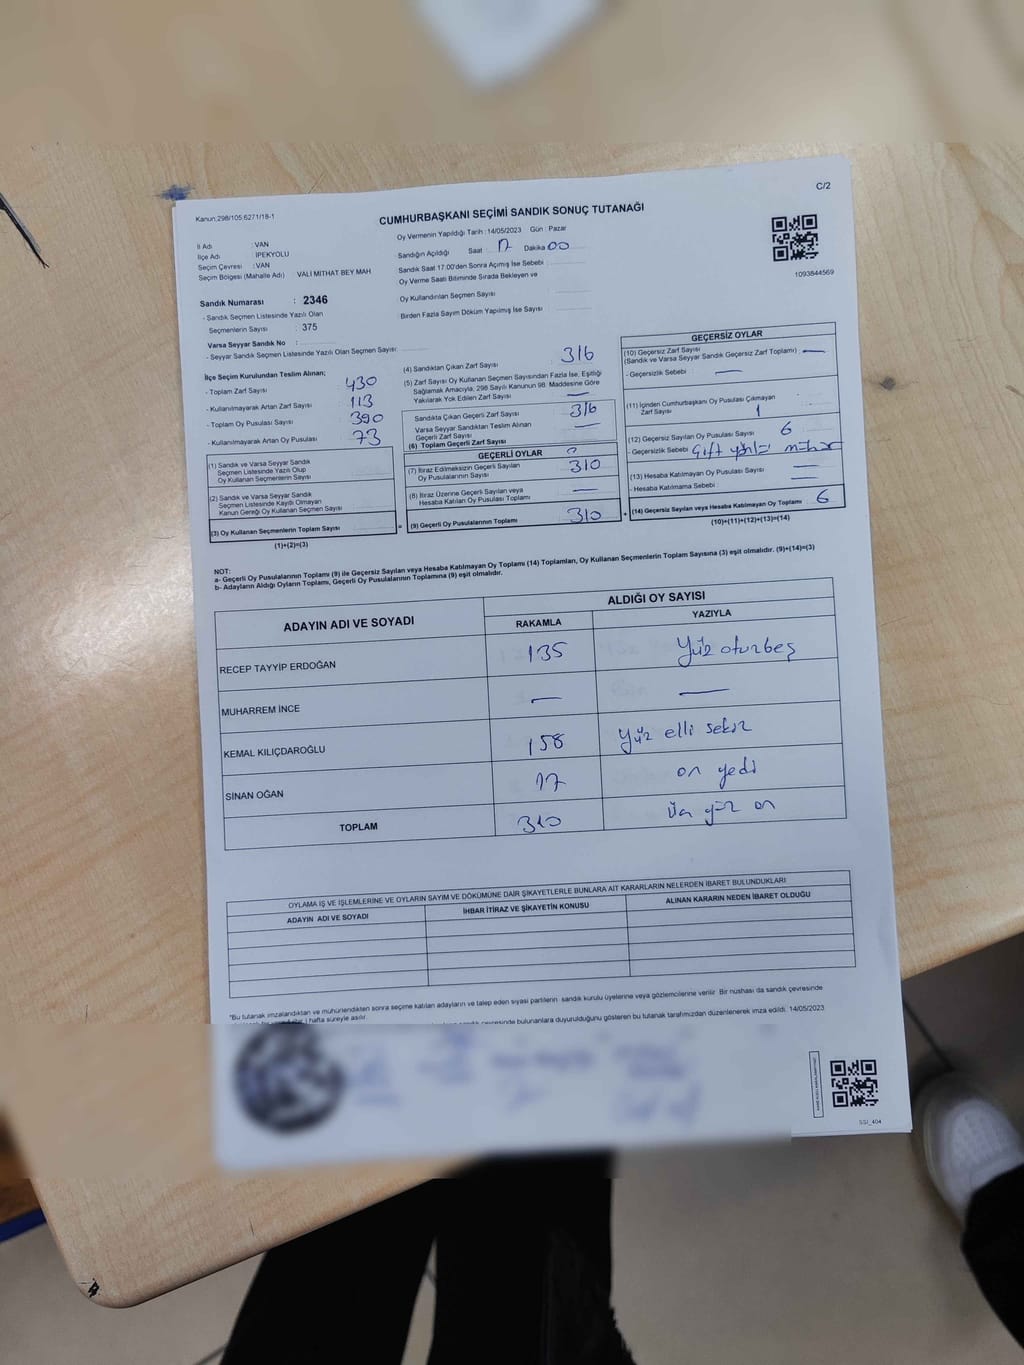 C/2
Kanun:298/105,6271/18-1
CUMHURBAŞKANI SEÇİMİ SANDIK SONUÇ TUTANAĞI
İl Adı : VAN
İlçe Adı İPEKYOLU
Seçim Çevresi : VAN
Seçim Bölgesi (Mahalle Adı) VALİ MİTHAT BEY MAH
Sandık Numarası : 2346
- Sandık Seçmen Listesinde Yazılı Olan
Seçmenlerin Sayısı : 375
Varsa Seyyar Sandık No :
- Seyyar Sandık Seçmen Listesinde Yazılı Olan Seçmen Sayısı:
Oy Vermenin Yapıldığı Tarih : 14/05/2023 Gün : Pazar
Sandığın Açıldığı Saat : 17 Dakika 00
Sandık Saat 17:00'den Sonra Açımış İse Sebebi :
Oy Verme Saati Bitiminde Sırada Bekleyen ve
Oy Kullandırılan Seçmen Sayısı :
Birden Fazla Sayım Döküm Yapılmış İse Sayısı :
1093844569
İlçe Seçim Kurulundan Teslim Alınan;
- Toplam Zarf Sayısı : 430
- Kullanılmayarak Artan Zarf Sayısı : 113
- Toplam Oy Pusulası Sayısı : 390
- Kullanılmayarak Artan Oy Pusulası : 73
(1) Sandık ve Varsa Seyyar Sandık
Seçmen Listesinde Yazılı Olup
Oy Kullanan Seçmenlerin Sayısı
(2) Sandık ve Varsa Seyyar Sandık
Seçmen Listesinde Kayıtlı Olmayan
Kanun Gereği Oy Kullanan Seçmen Sayısı
(3) Oy Kullanan Seçmenlerin Toplam Sayısı
(1)+(2)=(3)
(4) Sandıktan Çıkan Zarf Sayısı : 316
(5) Zarf Sayısı Oy Kullanan Seçmen Sayısından Fazla İse, Eşitliği
Sağlamak Amacıyla, 298 Sayılı Kanunun 98. Maddesine Göre
Yakılarak Yok Edilen Zarf Sayısı : —
Sandıkta Çıkan Geçerli Zarf Sayısı : 316
Varsa Seyyar Sandıktan Teslim Alınan
Geçerli Zarf Sayısı : —
(6) Toplam Geçerli Zarf Sayısı
GEÇERLİ OYLAR
(7) İtiraz Edilmeksizin Geçerli Sayılan
Oy Pusulalarının Sayısı : 310
(8) İtiraz Üzerine Geçerli Sayılan veya
Hesaba Katılan Oy Pusulası Toplamı : —
= (9) Geçerli Oy Pusulalarının Toplamı : 310 +
GEÇERSİZ OYLAR
(10) Geçersiz Zarf Sayısı
(Sandık ve Varsa Seyyar Sandık Geçersiz Zarf Toplamı) : —
- Geçersizlik Sebebi : —
(11) İçinden Cumhurbaşkanı Oy Pusulası Çıkmayan
Zarf Sayısı : 1
(12) Geçersiz Sayılan Oy Pusulası Sayısı : 6
- Geçersizlik Sebebi : Çift
(13) Hesaba Katılmayan Oy Pusulası Sayısı : —
- Hesaba Katılmama Sebebi : —
(14) Geçersiz Sayılan veya Hesaba Katılmayan Oy Toplamı : 6
(10)+(11)+(12)+(13)=(14)
NOT:
a- Geçerli Oy Pusulalarının Toplamı (9) ile Geçersiz Sayılan veya Hesaba Katılmayan Oy Toplamı (14) Toplamları, Oy Kullanan Seçmenlerin Toplam Sayısına (3) eşit olmalıdır. (9)+(14)=(3)
b- Adayların Aldığı Oyların Toplamı, Geçerli Oy Pusulalarının Toplamına (9) eşit olmalıdır.
ADAYIN ADI VE SOYADI
ALDIĞI OY SAYISI
RAKAMLA YAZIYLA
RECEP TAYYİP ERDOĞAN 135 Yüz oturbeş
MUHARREM İNCE — —
KEMAL KILIÇDAROĞLU 158 Yüz elli sekiz
SİNAN OĞAN 17 on yedi
TOPLAM 310 Üç yüz on
OYLAMA İŞ VE İŞLEMLERİNE VE OYLARIN SAYIM VE DÖKÜMÜNE DAİR ŞİKAYETLERLE BUNLARA AİT KARARLARIN NELERDEN İBARET BULUNDUKLARI
ADAYIN ADI VE SOYADI İHBAR İTİRAZ VE ŞİKAYETİN KONUSU ALINAN KARARIN NEDEN İBARET OLDUĞU
"Bu tutanak imzalandıktan ve mühürlendikten sonra seçime katılan adayların ve talep eden siyasi partilerin sandık kurulu üyelerine veya gözlemcilerine verilir. Bir nüshası da sandık çevresinde
1 hafta süreyle asılır.
sandık çevresinde bulunanlara duyurulduğunu gösteren bu tutanak tarafımızdan düzenlenerek imza edildi. 14/05/2023
SSI_404